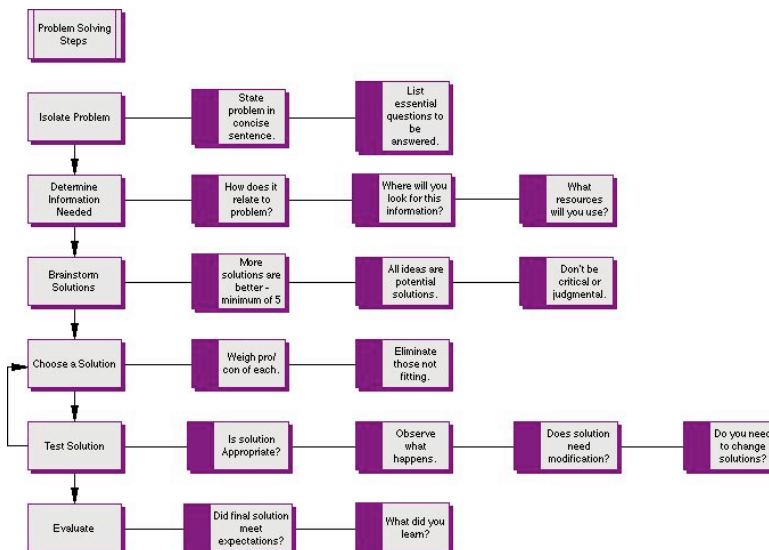 Problem Solving
Steps
Isolate Problem
State
problem in
concise
sentence.
List
essential
questions to
be
answered.
Determine
Information
Needed
How does it
relate to
problem?
Where will you
look for this
information?
What
resources
will you use?
Brainstorm
Solutions
More
solutions are
better -
minimum of 5
All ideas are
potential
solutions.
Don't be
critical or
judgmental.
Choose a Solution
Weigh pro/
con of each.
Eliminate
those not
fitting.
Test Solution
Is solution
Appropriate?
Observe
what
happens.
Does solution
need
modification?
Do you need
to change
solutions?
Evaluate
Did final solution
meet
expectations?
What did you
learn?